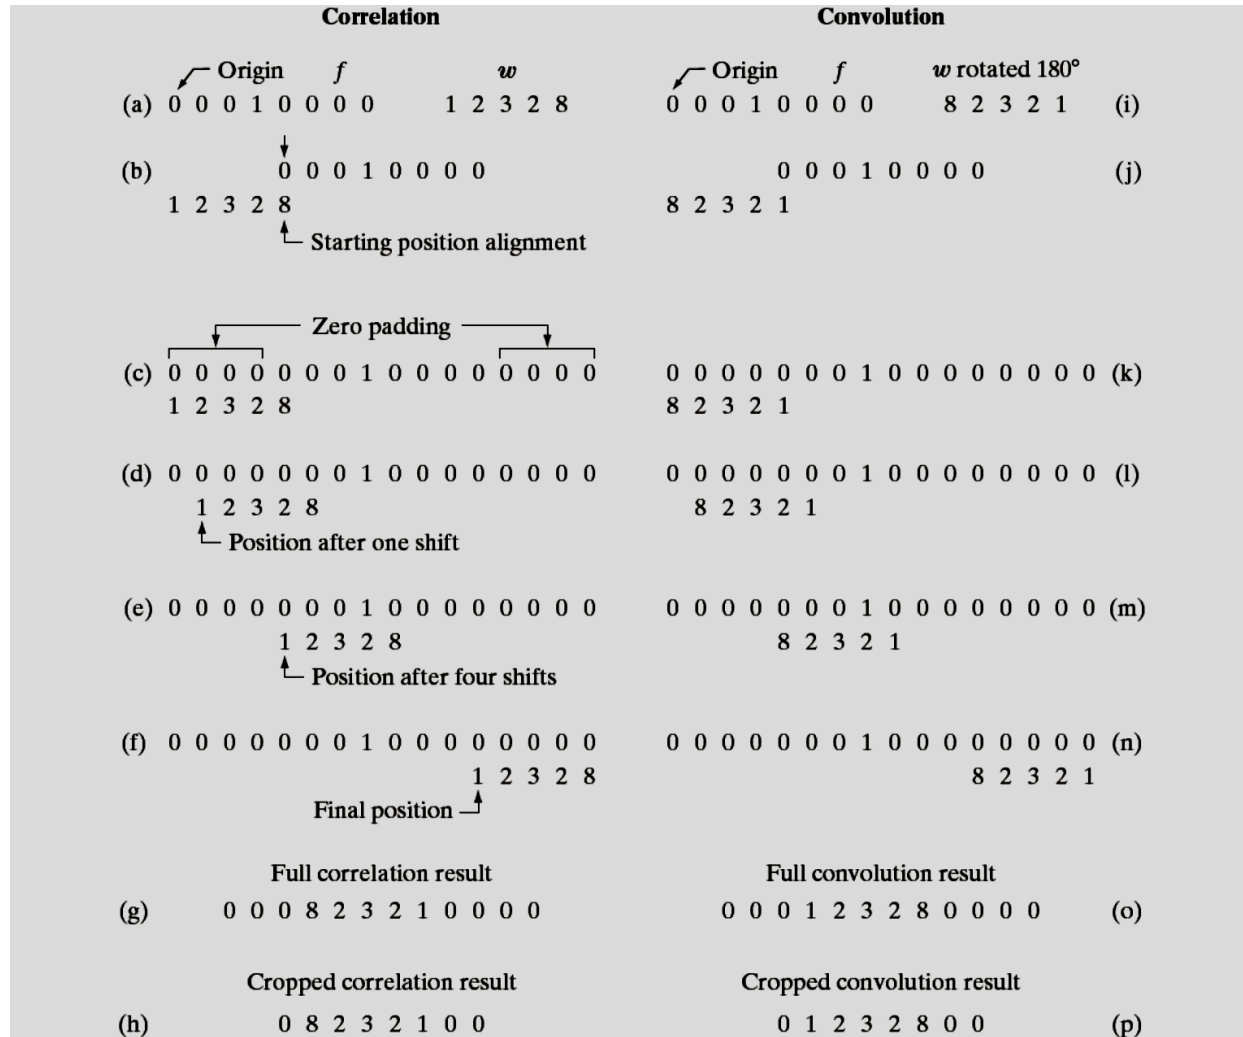 Correlation Convolution
Origin f w Origin f w rotated 180°
(a) 0 0 0 1 0 0 0 0 1 2 3 2 8 0 0 0 1 0 0 0 0 8 2 3 2 1 (i)
(b) 0 0 0 1 0 0 0 0 0 0 0 1 0 0 0 0 (j)
1 2 3 2 8 8 2 3 2 1
Starting position alignment
Zero padding
(c) 0 0 0 0 0 0 0 1 0 0 0 0 0 0 0 0 0 0 0 0 0 0 0 1 0 0 0 0 0 0 0 0 (k)
1 2 3 2 8 8 2 3 2 1
(d) 0 0 0 0 0 0 0 1 0 0 0 0 0 0 0 0 0 0 0 0 0 0 0 1 0 0 0 0 0 0 0 0 (l)
1 2 3 2 8 8 2 3 2 1
Position after one shift
(e) 0 0 0 0 0 0 0 1 0 0 0 0 0 0 0 0 0 0 0 0 0 0 0 1 0 0 0 0 0 0 0 0 (m)
1 2 3 2 8 8 2 3 2 1
Position after four shifts
(f) 0 0 0 0 0 0 0 1 0 0 0 0 0 0 0 0 0 0 0 0 0 0 0 1 0 0 0 0 0 0 0 0 (n)
1 2 3 2 8 8 2 3 2 1
Final position
Full correlation result Full convolution result
(g) 0 0 0 8 2 3 2 1 0 0 0 0 0 0 0 1 2 3 2 8 0 0 0 0 (o)
Cropped correlation result Cropped convolution result
(h) 0 8 2 3 2 1 0 0 0 1 2 3 2 8 0 0 (p)